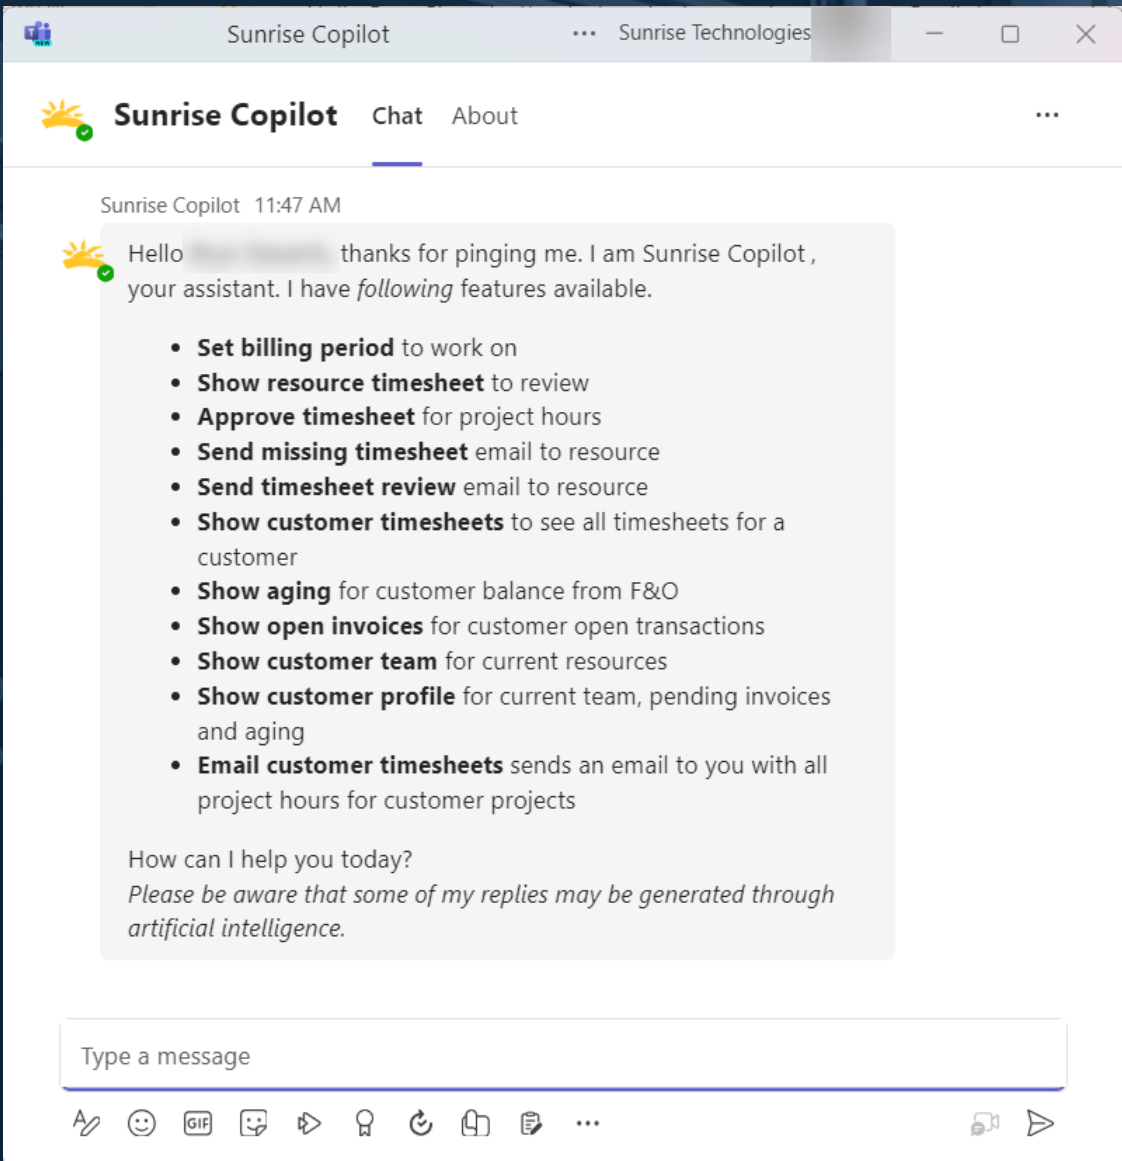 Sunrise Copilot
... Sunrise Technologies
Sunrise Copilot Chat About
Sunrise Copilot 11:47 AM
Hello thanks for pinging me. I am Sunrise Copilot ,
your assistant. I have following features available.
• Set billing period to work on
• Show resource timesheet to review
• Approve timesheet for project hours
• Send missing timesheet email to resource
• Send timesheet review email to resource
• Show customer timesheets to see all timesheets for a
customer
• Show aging for customer balance from F&O
• Show open invoices for customer open transactions
• Show customer team for current resources
• Show customer profile for current team, pending invoices
and aging
• Email customer timesheets sends an email to you with all
project hours for customer projects
How can I help you today?
Please be aware that some of my replies may be generated through
artificial intelligence.
Type a message
GIF